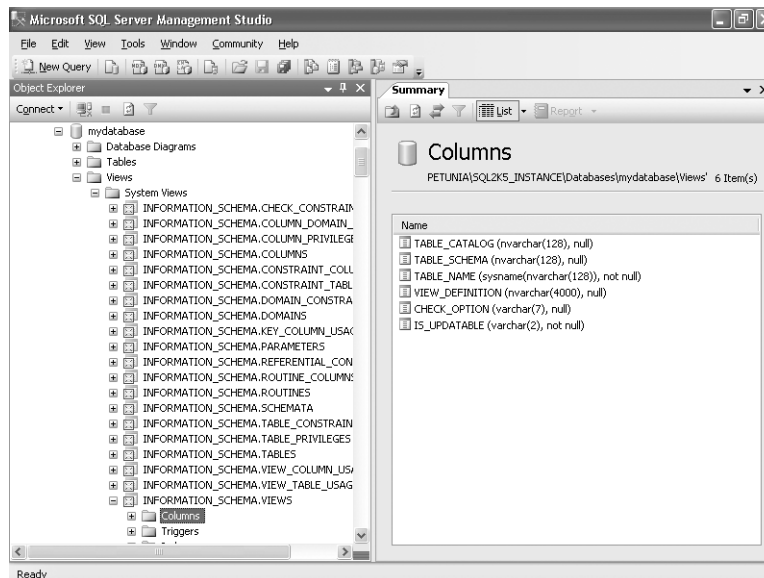 Microsoft SQL Server Management Studio
File Edit View Tools Window Community Help
New Query
Object Explorer
Connect
mydatabase
Database Diagrams
Tables
Views
System Views
INFORMATION_SCHEMA.CHECK_CONSTRAIN
INFORMATION_SCHEMA.COLUMN_DOMAIN_
INFORMATION_SCHEMA.COLUMN_PRIVILEGE
INFORMATION_SCHEMA.COLUMNS
INFORMATION_SCHEMA.CONSTRAINT_COLU
INFORMATION_SCHEMA.CONSTRAINT_TABL
INFORMATION_SCHEMA.DOMAIN_CONSTRA
INFORMATION_SCHEMA.DOMAINS
INFORMATION_SCHEMA.KEY_COLUMN_USAG
INFORMATION_SCHEMA.PARAMETERS
INFORMATION_SCHEMA.REFERENTIAL_CON
INFORMATION_SCHEMA.ROUTINE_COLUMNS
INFORMATION_SCHEMA.ROUTINES
INFORMATION_SCHEMA.SCHEMATA
INFORMATION_SCHEMA.TABLE_CONSTRAIN
INFORMATION_SCHEMA.TABLE_PRIVILEGES
INFORMATION_SCHEMA.TABLES
INFORMATION_SCHEMA.VIEW_COLUMN_USA
INFORMATION_SCHEMA.VIEW_TABLE_USAG
INFORMATION_SCHEMA.VIEWS
Columns
Triggers
Summary
List Report
Columns
PETUNIA\SQL2K5_INSTANCE\Databases\mydatabase\Views' 6 Item(s)
Name
TABLE_CATALOG (nvarchar(128), null)
TABLE_SCHEMA (nvarchar(128), null)
TABLE_NAME (sysname(nvarchar(128)), not null)
VIEW_DEFINITION (nvarchar(4000), null)
CHECK_OPTION (varchar(7), null)
IS_UPDATABLE (varchar(2), not null)
Ready